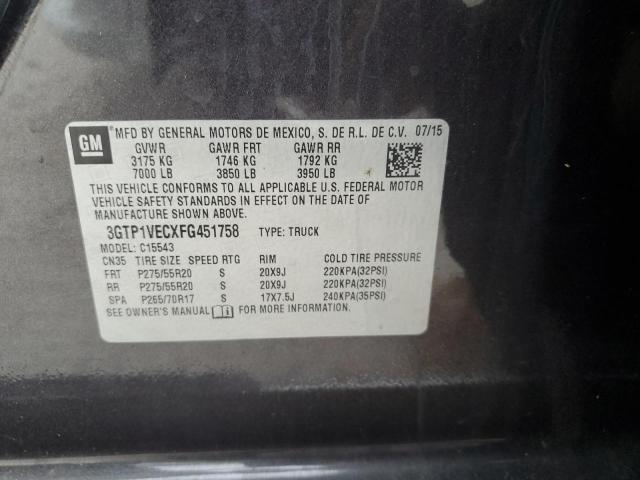 GM MFD BY GENERAL MOTORS DE MEXICO, S. DE R.L. DE C.V. 07/15
GVWR GAWR FRT GAWR RR
3175 KG 1746 KG 1792 KG
7000 LB 3850 LB 3950 LB
THIS VEHICLE CONFORMS TO ALL APPLICABLE U.S. FEDERAL MOTOR
VEHICLE SAFETY STANDARDS IN EFFECT ON THE DATE OF
MANUFACTURE SHOWN ABOVE.
3GTP1VECXFG451758 TYPE: TRUCK
MODEL: C15543
CN35 TIRE SIZE SPEED RTG RIM COLD TIRE PRESSURE
FRT P275/55R20 S 20X9J 220KPA(32PSI)
RR P275/55R20 S 20X9J 220KPA(32PSI)
SPA P265/70R17 S 17X7.5J 240KPA(35PSI)
SEE OWNER'S MANUAL FOR MORE INFORMATION.